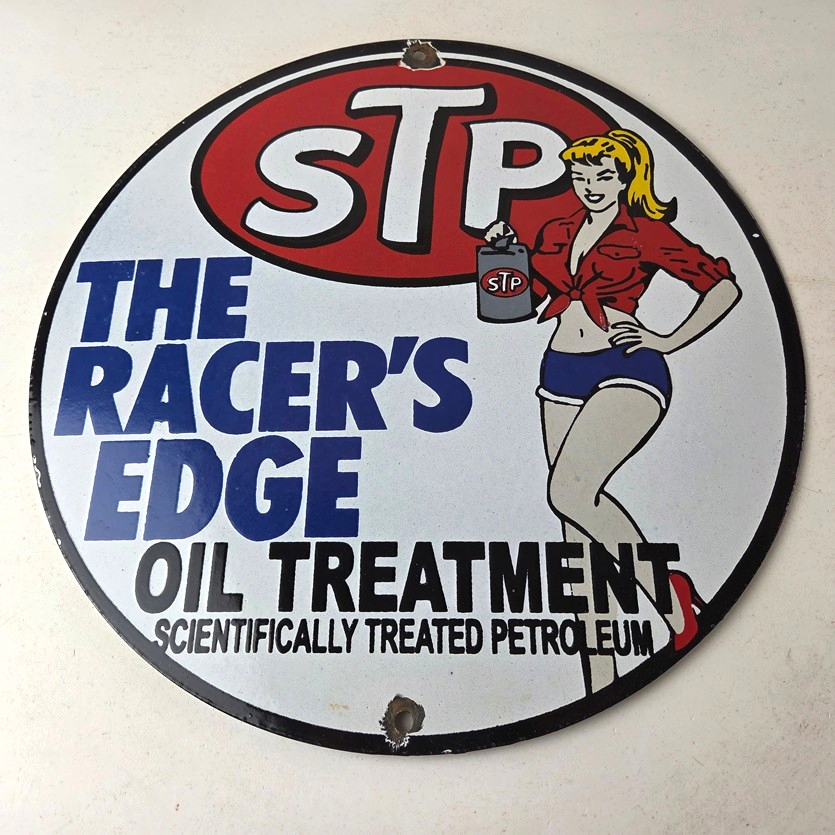 STP
STP
THE
RACER'S
EDGE
OIL TREATMENT
SCIENTIFICALLY TREATED PETROLEUM